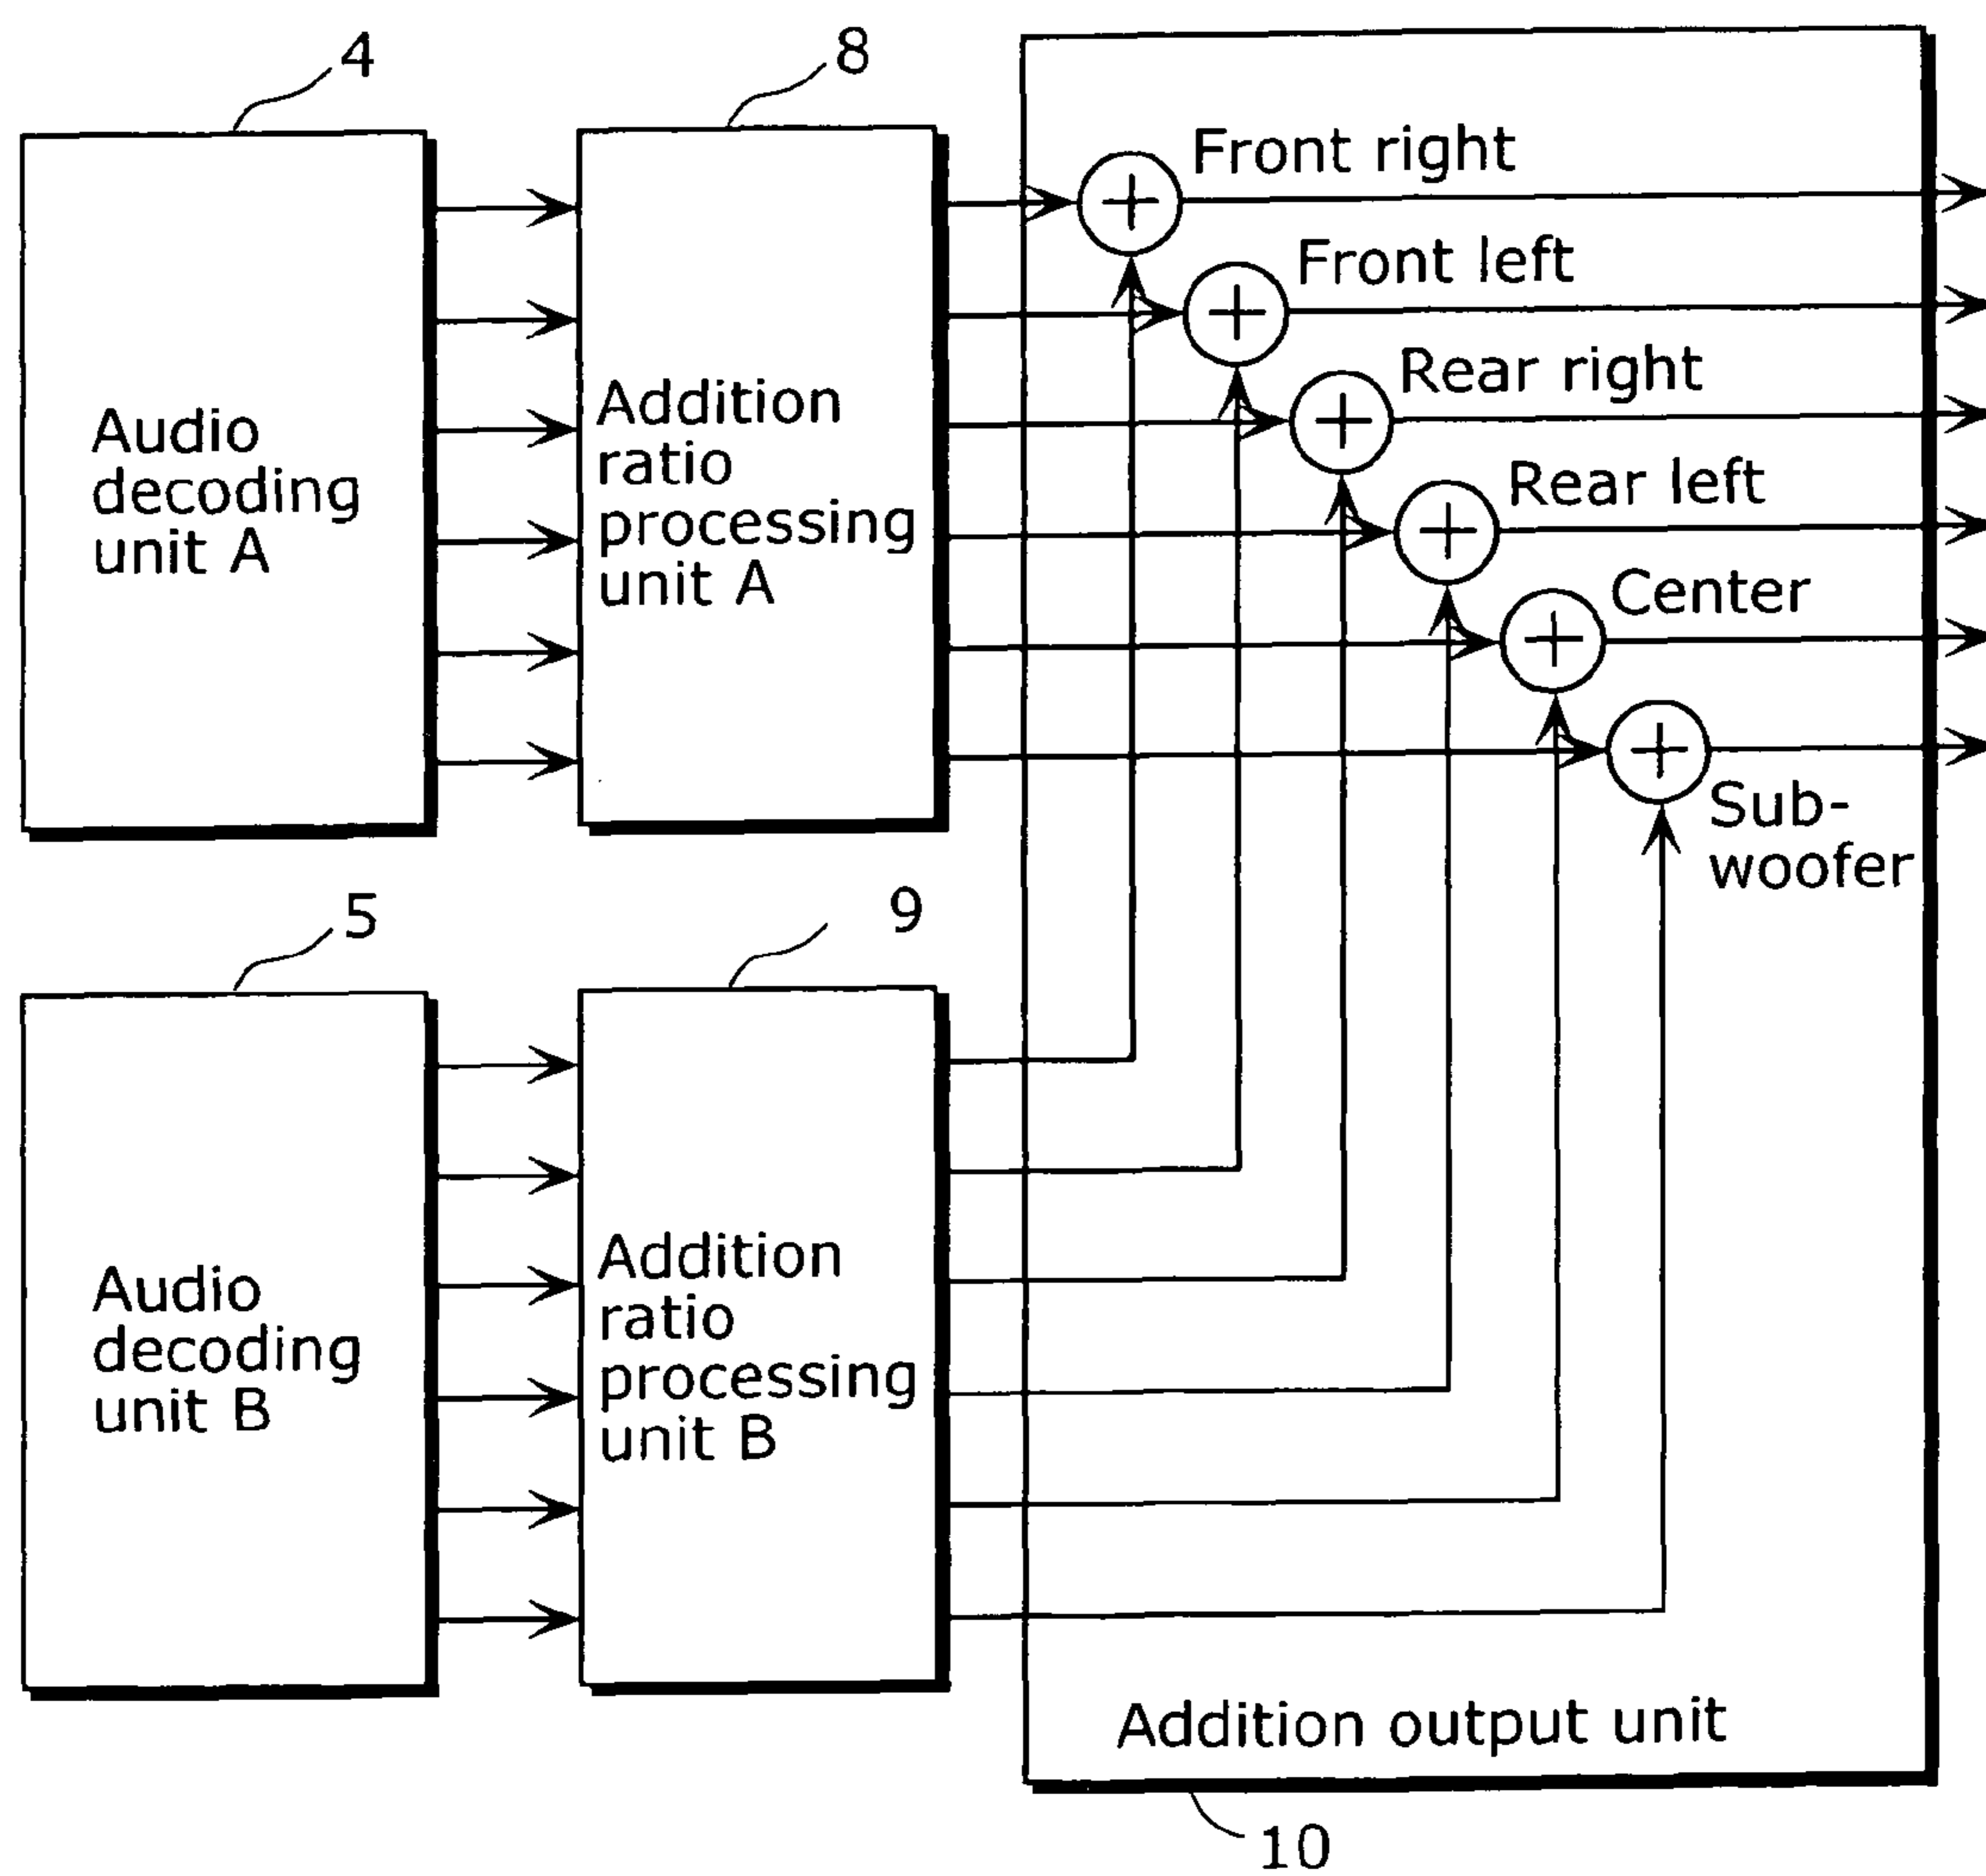 4
8
Audio
decoding
unit A
Addition
ratio
processing
unit A
Front right
Front left
Rear right
Rear left
Center
Sub-
woofer
5
9
Audio
decoding
unit B
Addition
ratio
processing
unit B
Addition output unit
10